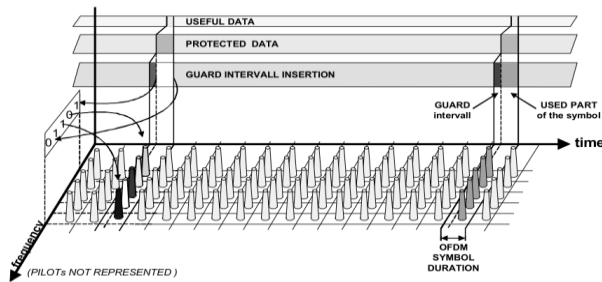 USEFUL DATA
PROTECTED DATA
GUARD INTERVALL INSERTION
GUARD
intervall
USED PART
of the symbol
0 1 1 0 1
time
frequency
(PILOTs NOT REPRESENTED )
OFDM
SYMBOL
DURATION